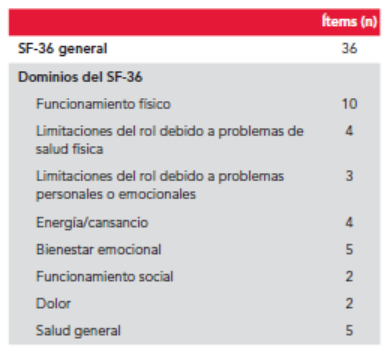 Ítems (n)
SF-36 general 36
Dominios del SF-36
Funcionamiento físico 10
Limitaciones del rol debido a problemas de 4
salud física
Limitaciones del rol debido a problemas 3
personales o emocionales
Energía/cansancio 4
Bienestar emocional 5
Funcionamiento social 2
Dolor 2
Salud general 5